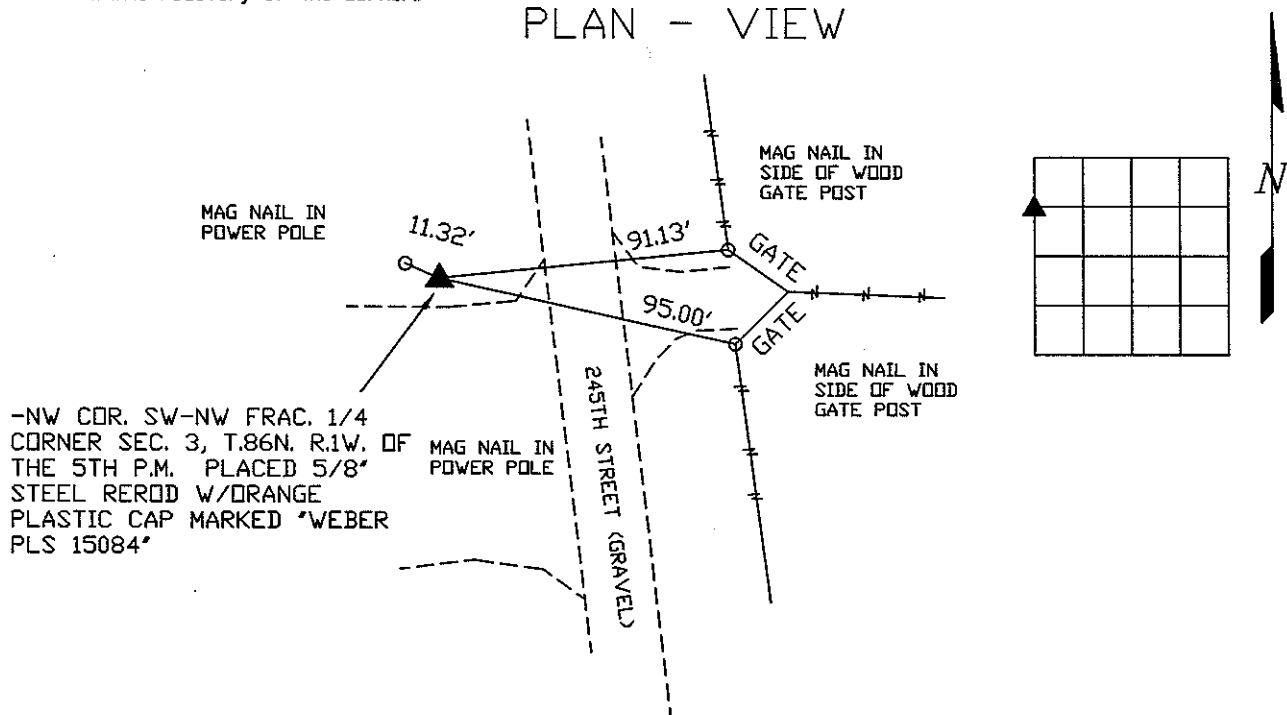 PLAN - VIEW
MAG NAIL IN
SIDE OF WOOD
GATE POST
N
MAG NAIL IN
POWER POLE
11.32'
91.13'
GATE
95.00'
GATE
MAG NAIL IN
SIDE OF WOOD
GATE POST
245TH STREET (GRAVEL)
-NW COR. SW-NW FRAC. 1/4
CORNER SEC. 3, T.86N. R.1W. OF
THE 5TH P.M. PLACED 5/8"
STEEL REROD W/ORANGE
PLASTIC CAP MARKED "WEBER
PLS 15084"
MAG NAIL IN
POWER POLE